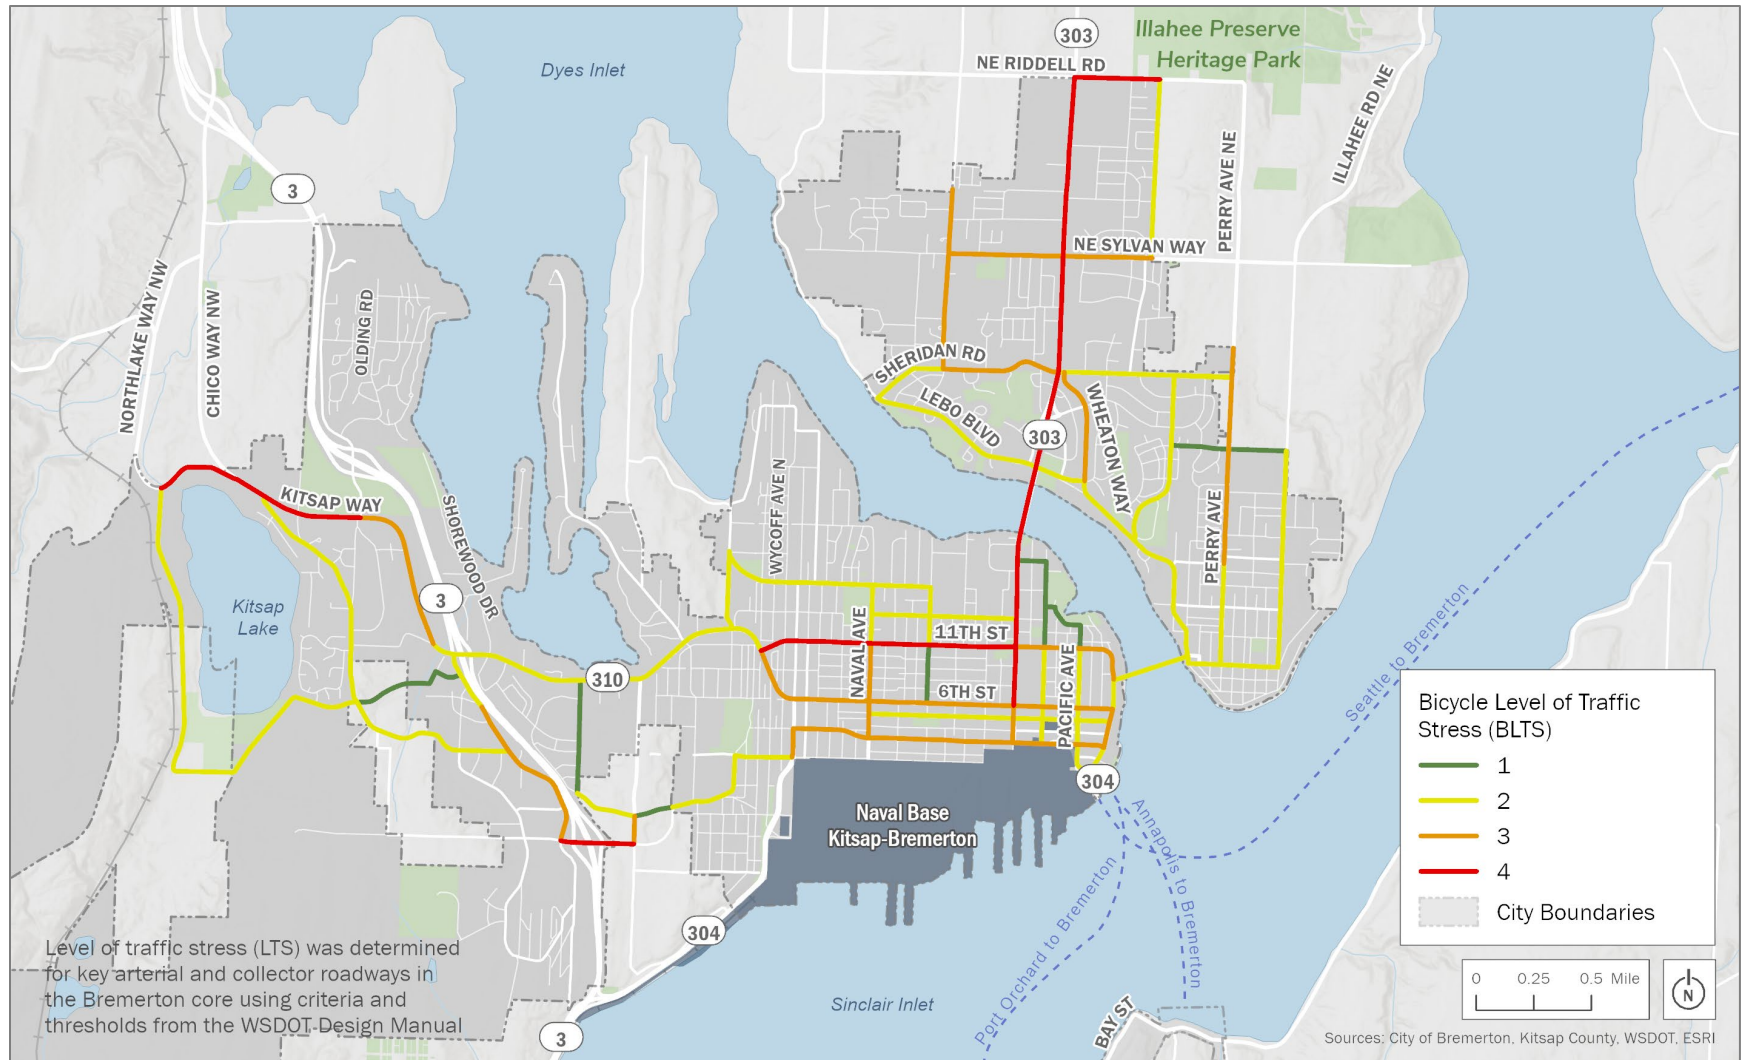 303
Illahee Preserve
Heritage Park
NE RIDDELL RD
Dyes Inlet
ILLAHEE RD NE
PERRY AVE NE
3
NE SYLVAN WAY
NORTHLAKE WAY NW
CHICO WAY NW
OLDING RD
SHERIDAN RD
LEBO BLVD
WHEATON WAY
303
KITSAP WAY
SHOREWOOD DR
WYCOFF AVE N
PERRY AVE
3
Kitsap
Lake
NAVAL AVE
11TH ST
PACIFIC AVE
310
6TH ST
Seattle to Bremerton
304
Naval Base
Kitsap-Bremerton
Annapolis to Bremerton
Port Orchard to Bremerton
304
Sinclair Inlet
3
BAY ST
Bicycle Level of Traffic
Stress (BLTS)
1
2
3
4
City Boundaries
Level of traffic stress (LTS) was determined
for key arterial and collector roadways in
the Bremerton core using criteria and
thresholds from the WSDOT Design Manual
0 0.25 0.5 Mile
N
Sources: City of Bremerton, Kitsap County, WSDOT, ESRI